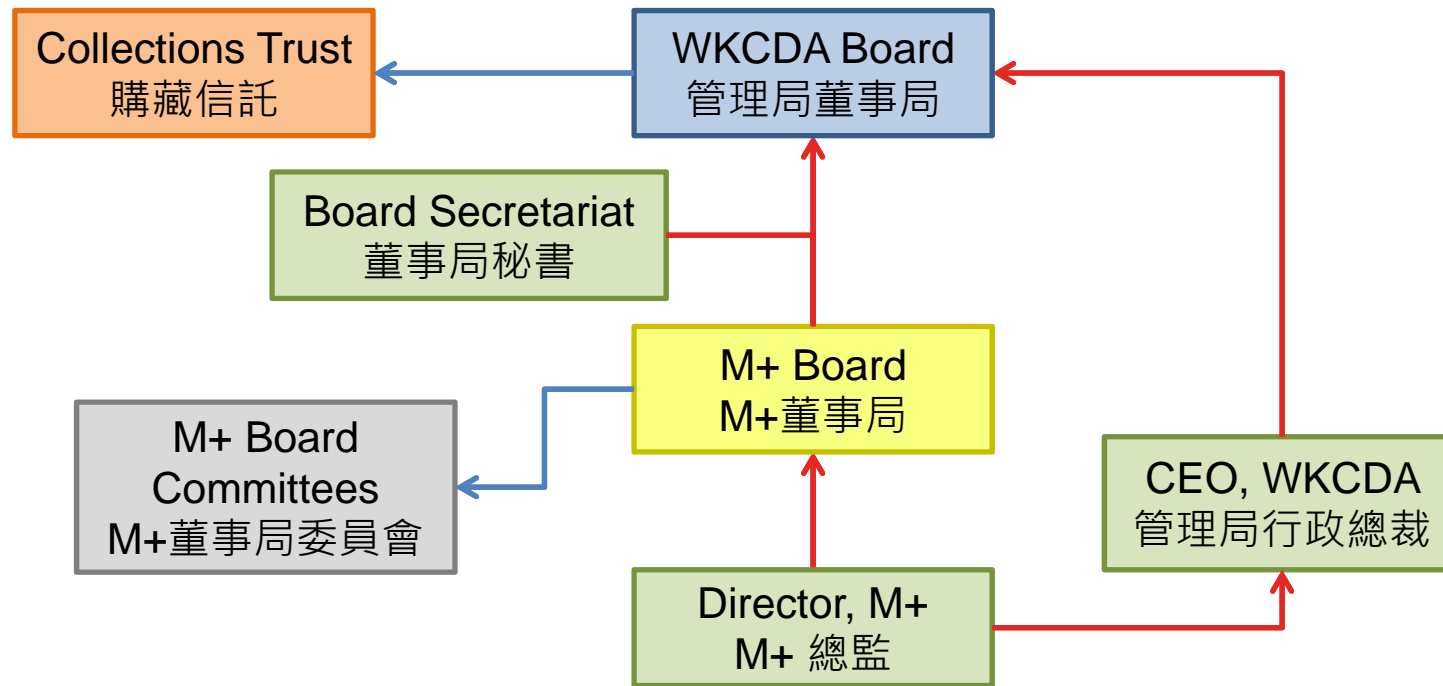 Collections Trust
購藏信託
WKCDA Board
管理局董事局
Board Secretariat
董事局秘書
M+ Board
M+董事局
M+ Board
Committees
M+董事局委員會
CEO, WKCDA
管理局行政總裁
Director, M+
M+ 總監